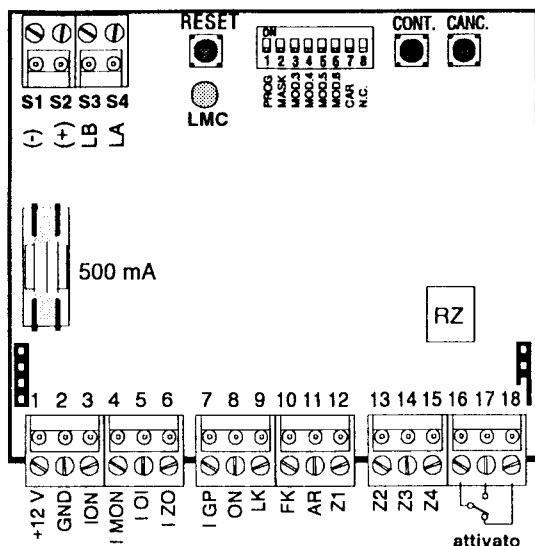 RESET
CONT. CANC.
ON
1 2 3 4 5 6 7 8
PROG
MASK
MOD.3
MOD.4
MOD.5
MOD.6
CAR
N.C.
LMC
S1 S2 S3 S4
(-)
(+)
LB
LA
500 mA
RZ
1 2 3 4 5 6 7 8 9 10 11 12 13 14 15 16 17 18
+12 V
GND
ION
I MON
I OI
I ZO
I GP
ON
LK
FK
AR
Z1
Z2
Z3
Z4
attivato